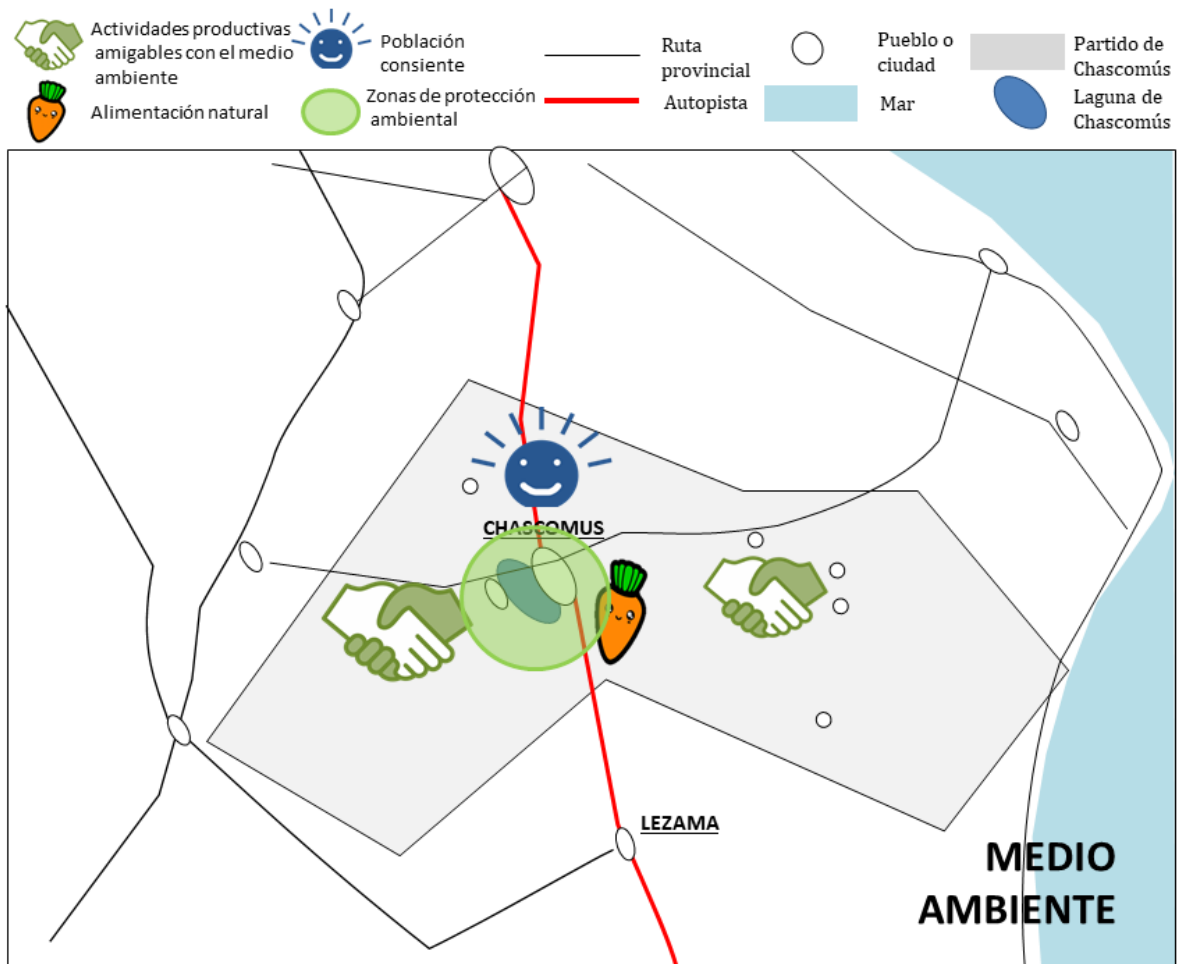 Actividades productivas
amigables con el medio
ambiente
Población
consiente
Ruta
provincial
Pueblo o
ciudad
Partido de
Chascomús
Alimentación natural
Zonas de protección
ambiental
Autopista
Mar
Laguna de
Chascomús
CHASCOMUS
LEZAMA
MEDIO
AMBIENTE